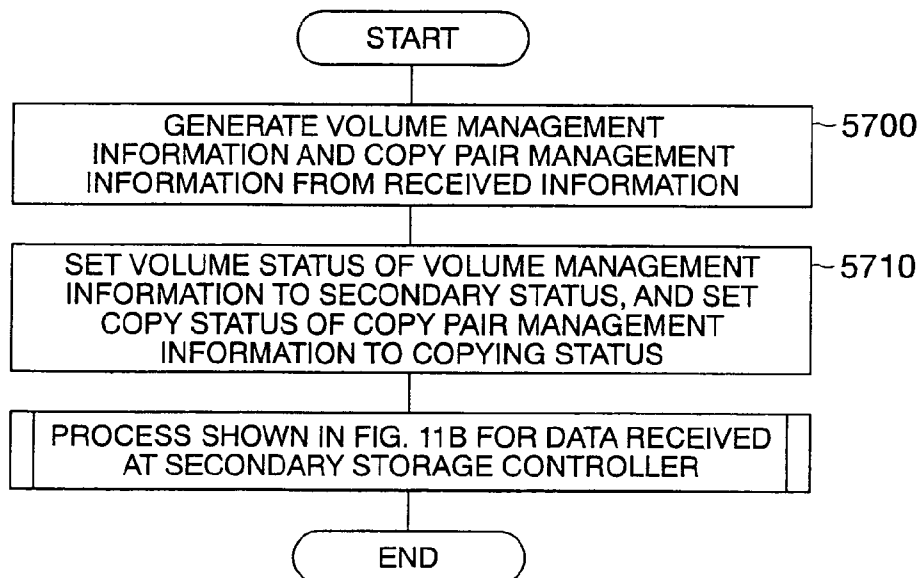 START
GENERATE VOLUME MANAGEMENT
INFORMATION AND COPY PAIR MANAGEMENT
INFORMATION FROM RECEIVED INFORMATION
5700
SET VOLUME STATUS OF VOLUME MANAGEMENT
INFORMATION TO SECONDARY STATUS, AND SET
COPY STATUS OF COPY PAIR MANAGEMENT
INFORMATION TO COPYING STATUS
5710
PROCESS SHOWN IN FIG. 11B FOR DATA RECEIVED
AT SECONDARY STORAGE CONTROLLER
END